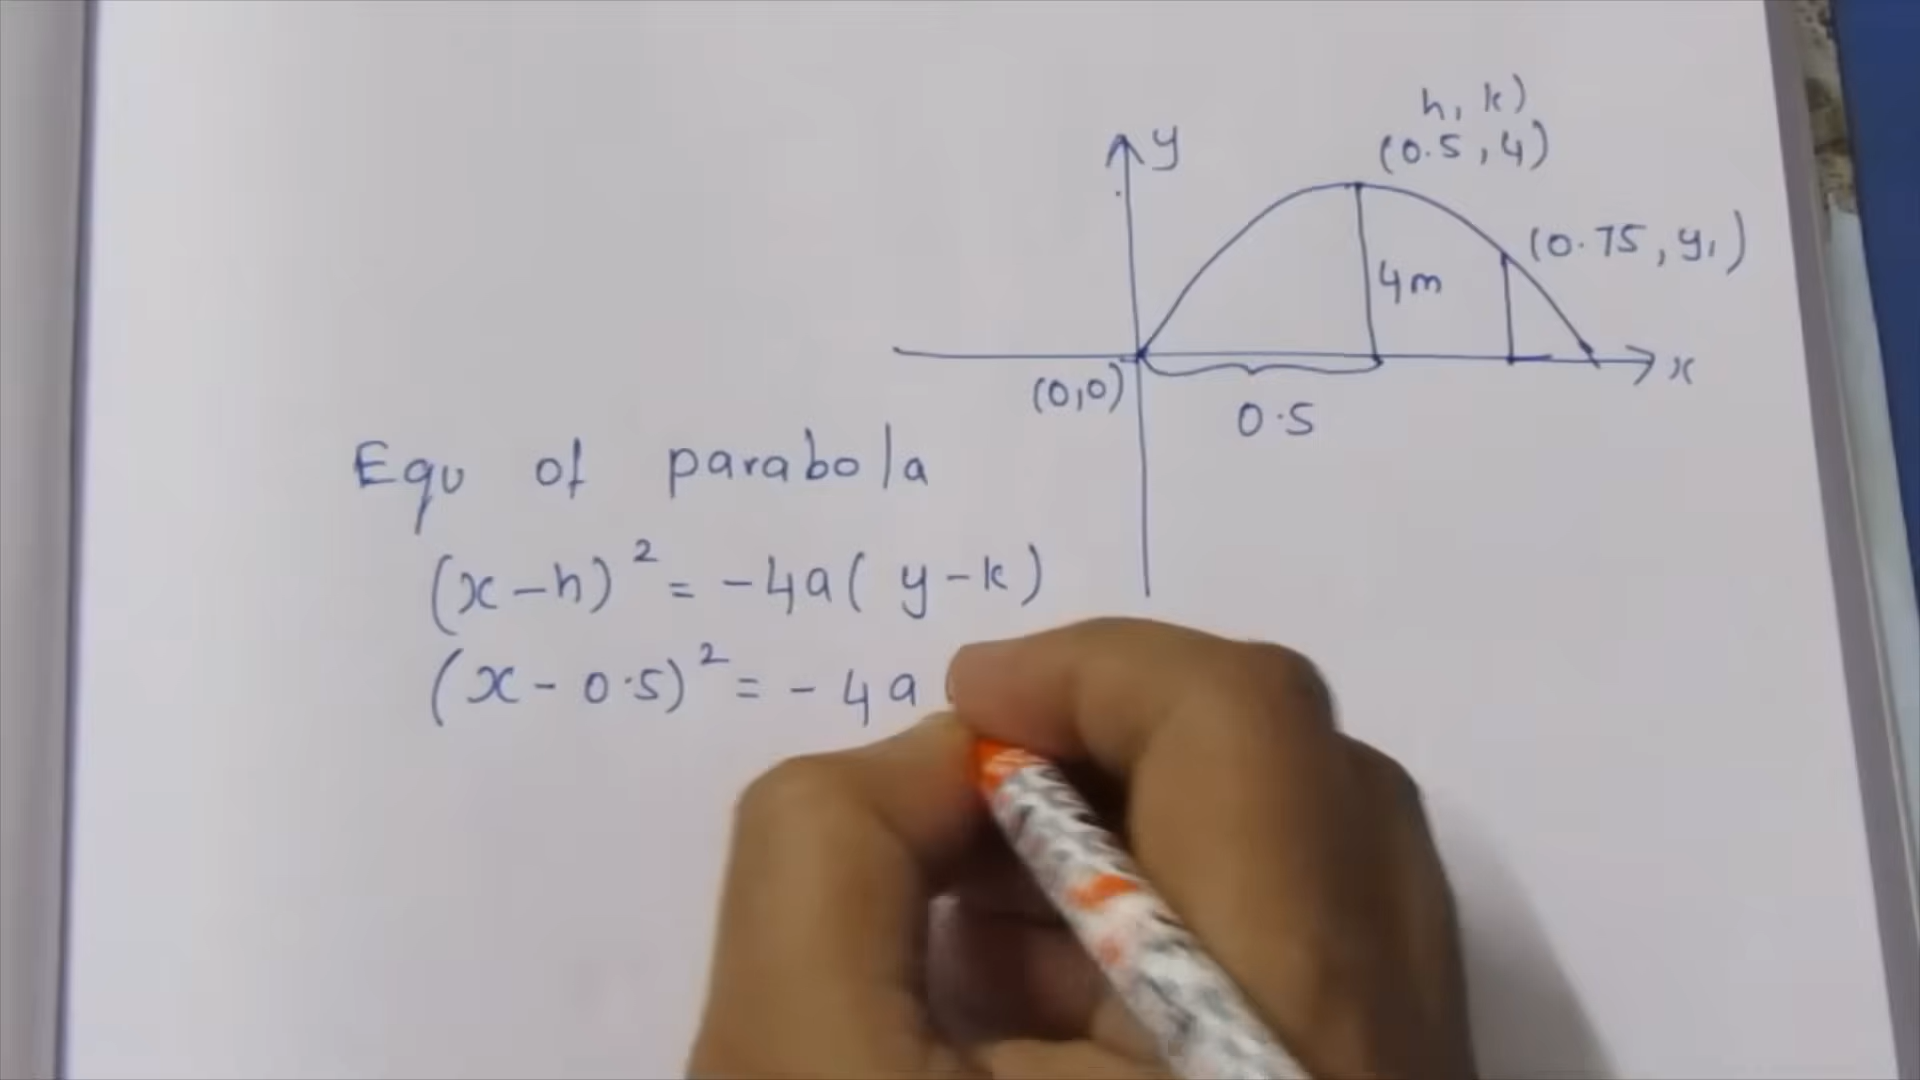 h, k)
(0.5, 4)
y
(0.75, y₁)
4m
x
(0,0)
0.5
Equ of parabola
(x-h)² = -4a( y-k)
(x - 0.5)² = - 4a (